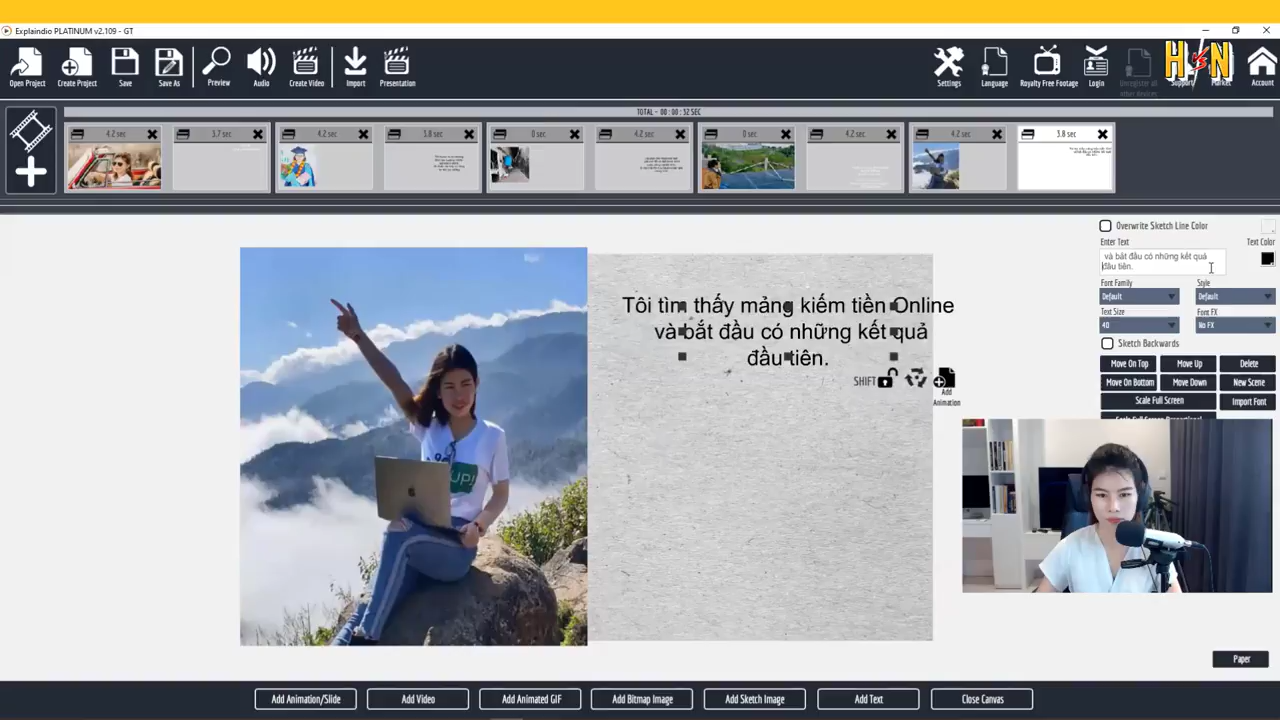 Explaindio PLATINUM v2.109 - GT
Open Project
Create Project
Save
Save As
Preview
Audio
Create Video
Import
Presentation
Settings
Language
Royalty Free Footage
Login
Unregister all other devices
Support
Market
Account
HSN
TOTAL - 00 : 00 : 32 SEC
4.2 sec
3.7 sec
4.2 sec
3.8 sec
0 sec
4.2 sec
0 sec
4.2 sec
4.2 sec
3.8 sec
Overwrite Sketch Line Color
Enter Text
Text Color
và bắt đầu có những kết quả
đầu tiên.
Font Family
Style
Default
Default
Text Size
Font FX
40
No FX
Sketch Backwards
Move On Top
Move Up
Delete
Move On Bottom
Move Down
New Scene
Scale Full Screen
Import Font
Tôi tìm thấy mảng kiếm tiền Online
và bắt đầu có những kết quả
đầu tiên.
SHIFT
Add
Animation
UP!
Paper
Add Animation/Slide
Add Video
Add Animated GIF
Add Bitmap Image
Add Sketch Image
Add Text
Close Canvas